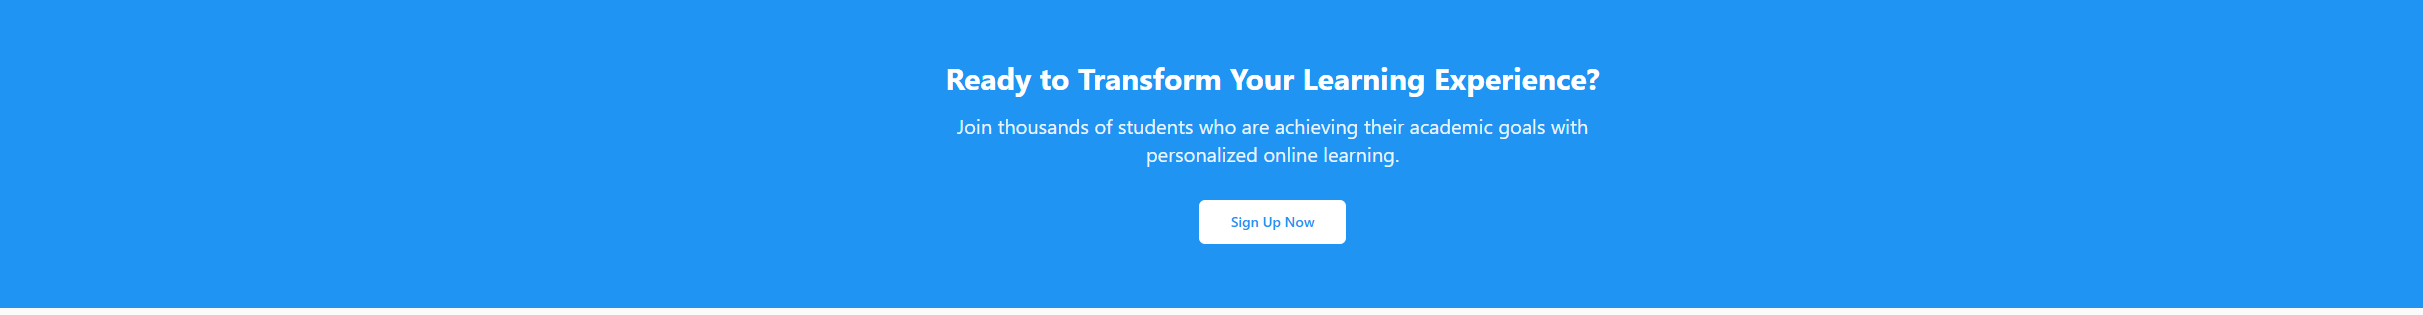 Ready to Transform Your Learning Experience?
Join thousands of students who are achieving their academic goals with
personalized online learning.
Sign Up Now